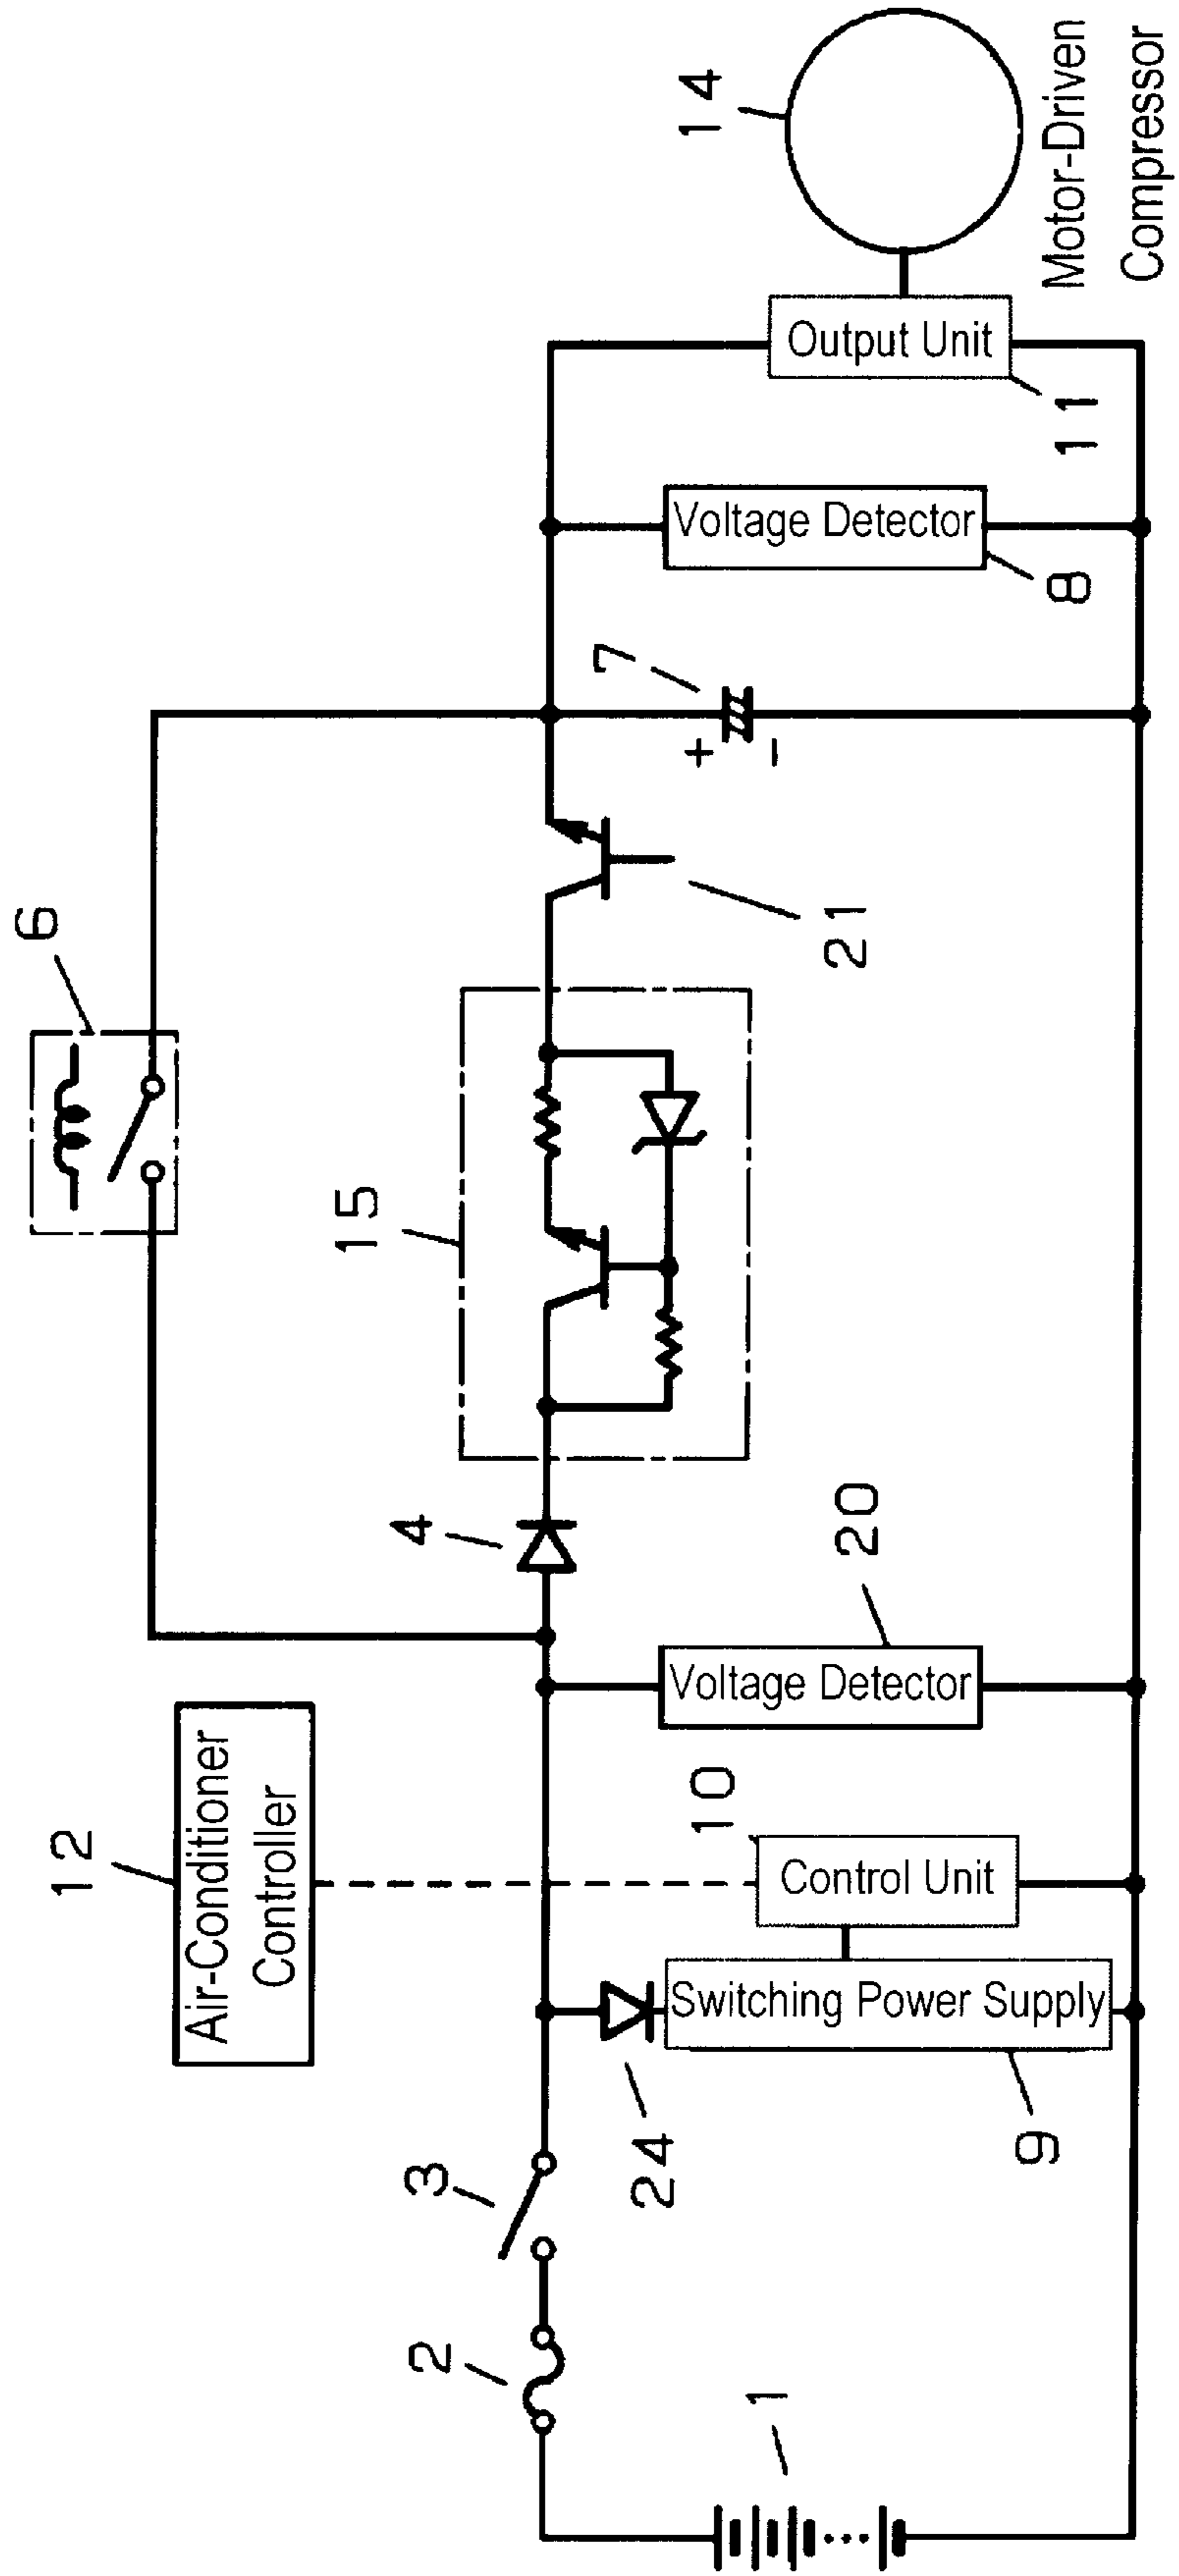 6
12
Air-Conditioner
Controller
15
4
3
2
7
+
-
14
21
20
10
24
1
Voltage Detector
Control Unit
Switching Power Supply
9
Voltage Detector
8
Output Unit
11
Motor-Driven
Compressor